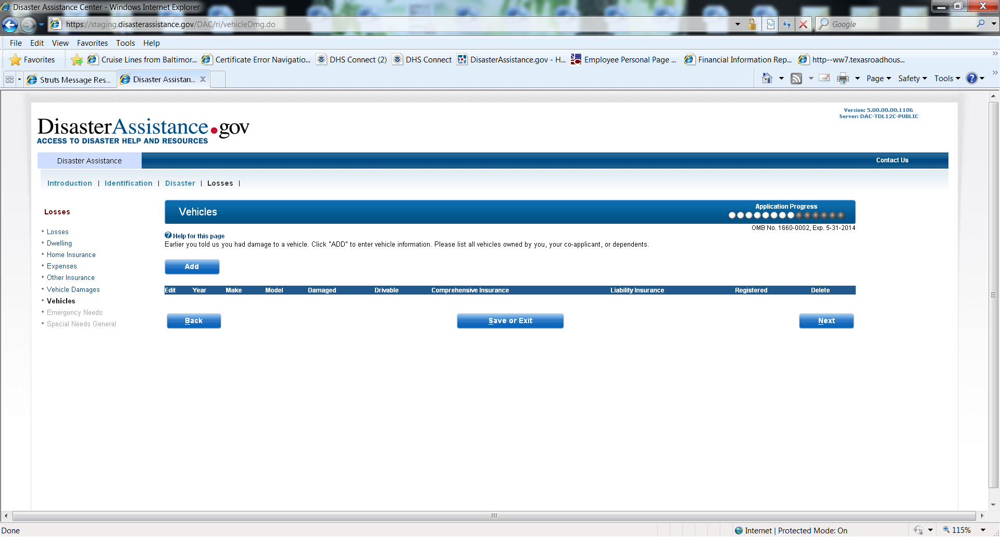 Disaster Assistance Center - Windows Internet Explorer
https://staging.disasterassistance.gov/DAC/ri/vehicleDmg.do
Google
File Edit View Favorites Tools Help
Favorites Cruise Lines from Baltimor... Certificate Error Navigatio... DHS Connect (2) DHS Connect DisasterAssistance.gov - H... Employee Personal Page ... Financial Information Rep... http--ww7.texasroadhous...
Struts Message Res... Disaster Assistan... Page Safety Tools
Version: 5.00.00.00.1106
Server: DAC-TDL12C-PUBLIC
DisasterAssistance.gov
ACCESS TO DISASTER HELP AND RESOURCES
Disaster Assistance Contact Us
Introduction | Identification | Disaster | Losses |
Losses
Losses
Dwelling
Home Insurance
Expenses
Other Insurance
Vehicle Damages
Vehicles
Emergency Needs
Special Needs General
Vehicles
Application Progress
OMB No. 1660-0002, Exp. 5-31-2014
Help for this page
Earlier you told us you had damage to a vehicle. Click "ADD" to enter vehicle information. Please list all vehicles owned by you, your co-applicant, or dependents.
Add
Edit Year Make Model Damaged Drivable Comprehensive Insurance Liability Insurance Registered Delete
Back Save or Exit Next
Done Internet | Protected Mode: On 115%